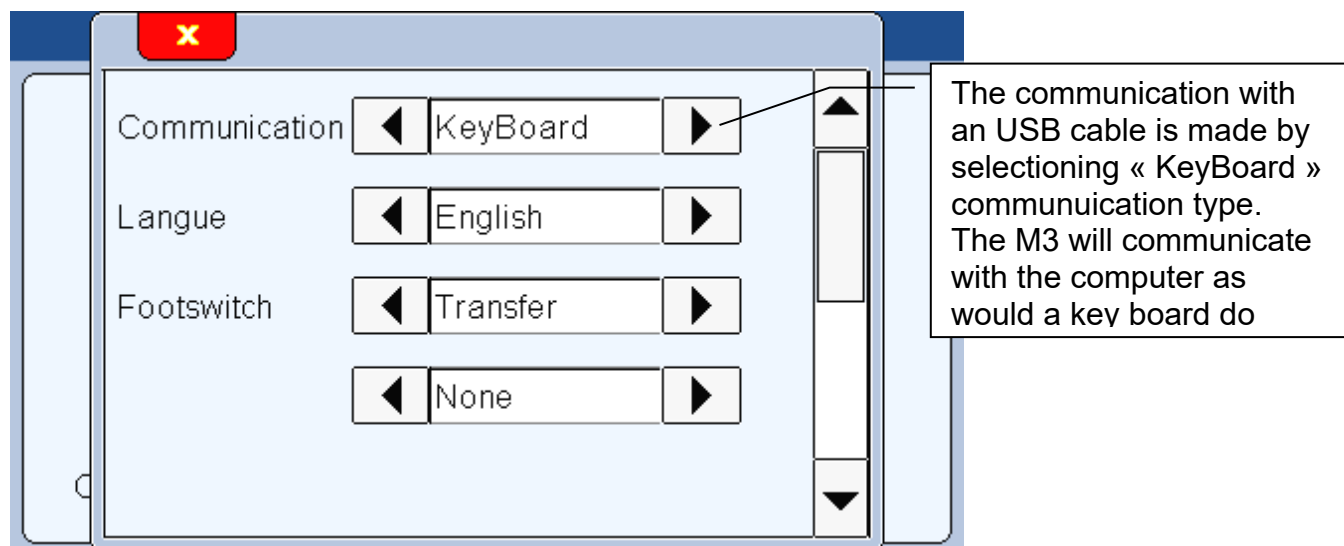 x
Communication KeyBoard
Langue English
Footswitch Transfer
None
The communication with
an USB cable is made by
selectioning « KeyBoard »
communuication type.
The M3 will communicate
with the computer as
would a key board do